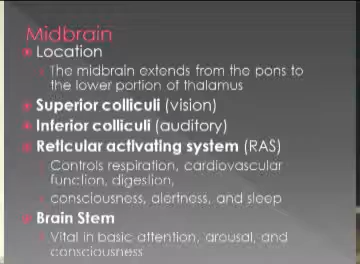 Midbrain
Location
The midbrain extends from the pons to
the lower portion of thalamus
Superior colliculi (vision)
Inferior colliculi (auditory)
Reticular activating system (RAS)
Controls respiration, cardiovascular
function, digestion,
consciousness, alertness, and sleep
Brain Stem
Vital in basic attention, arousal, and
consciousness